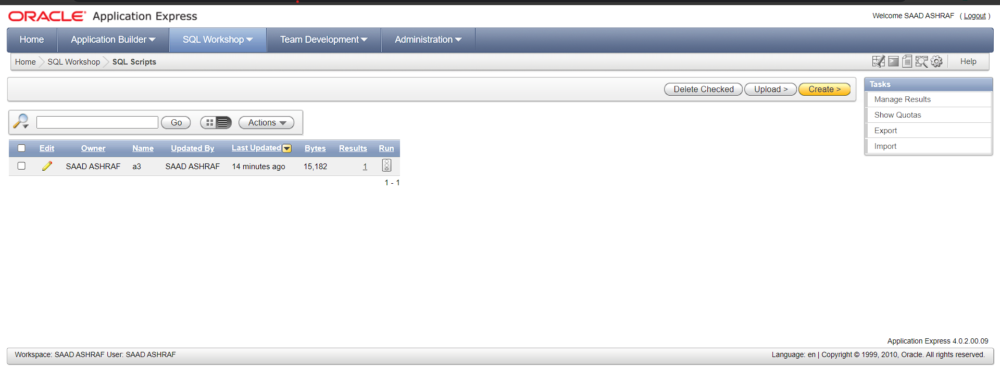 ORACLE Application Express
Welcome SAAD ASHRAF ( Logout )
Home Application Builder SQL Workshop Team Development Administration
Home SQL Workshop SQL Scripts Help
Delete Checked Upload > Create >
Tasks
Manage Results
Show Quotas
Export
Import
Go Actions
Edit Owner Name Updated By Last Updated Bytes Results Run
SAAD ASHRAF a3 SAAD ASHRAF 14 minutes ago 15,182 1
1 - 1
Application Express 4.0.2.00.09
Workspace: SAAD ASHRAF User: SAAD ASHRAF
Language: en | Copyright © 1999, 2010, Oracle. All rights reserved.